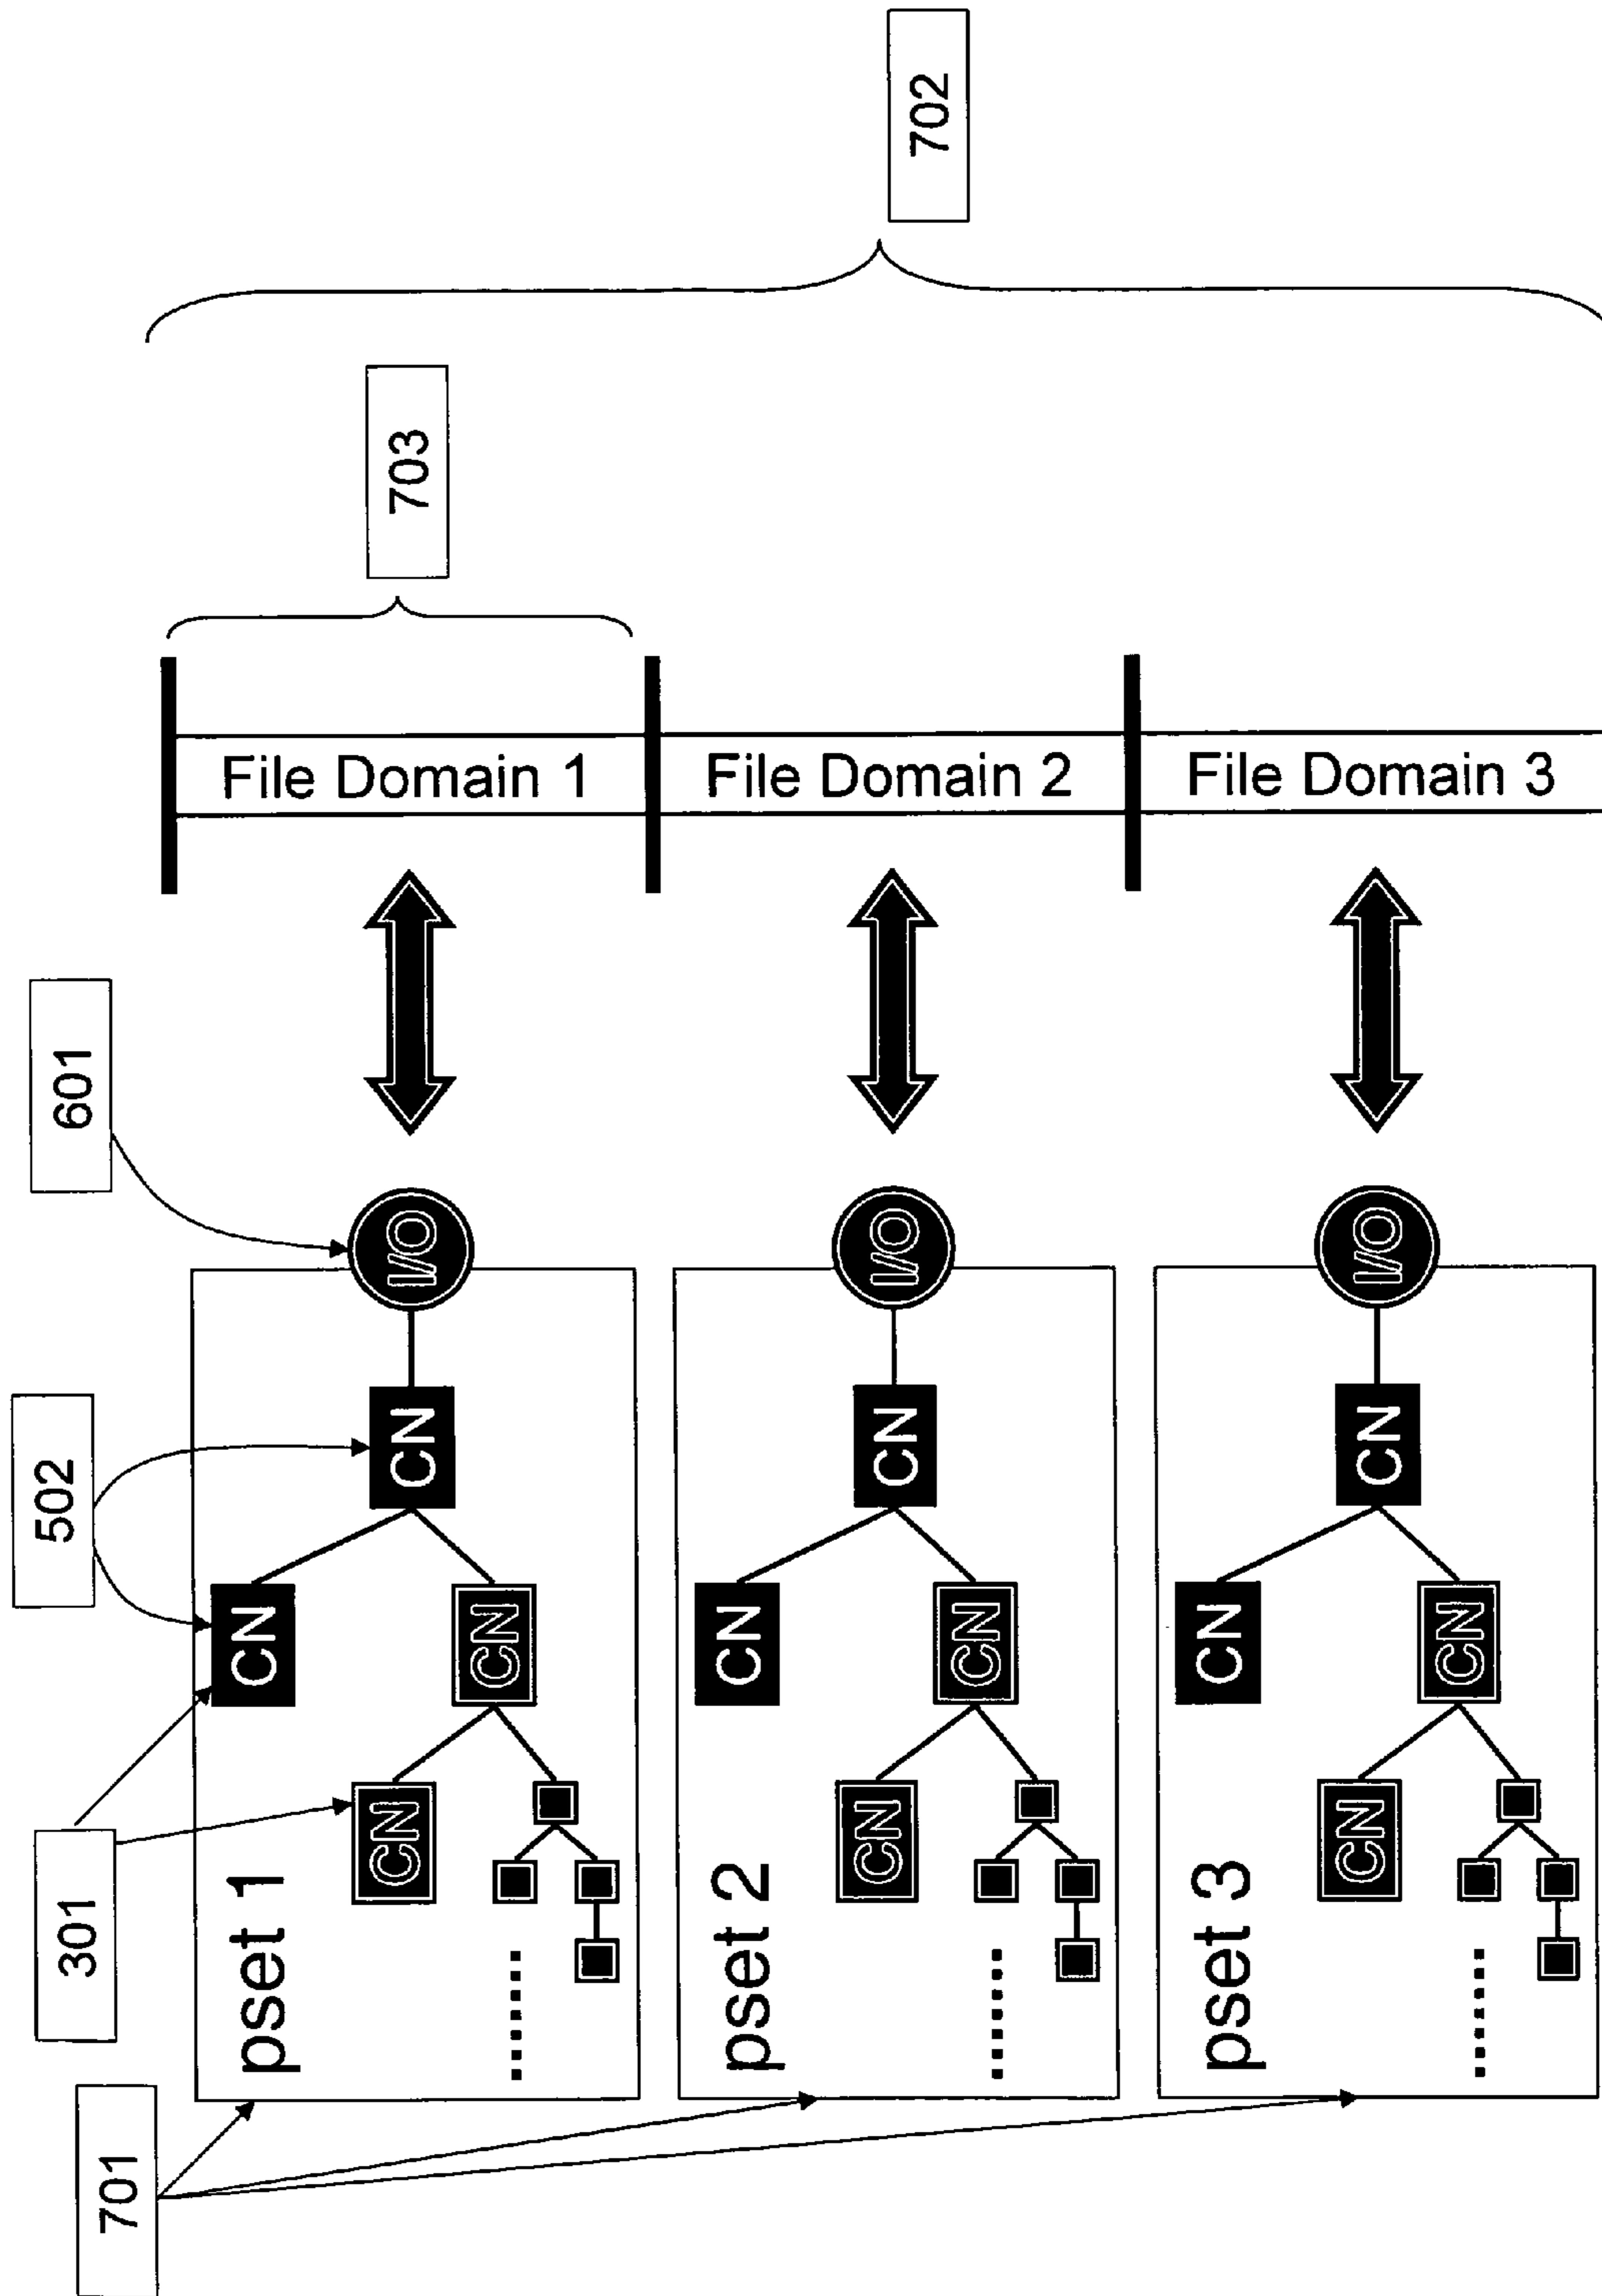 701
301
502
601
703
702
pset 1
CN
CN
CN
CN
I/O
File Domain 1
pset 2
CN
CN
CN
CN
I/O
File Domain 2
pset 3
CN
CN
CN
CN
I/O
File Domain 3